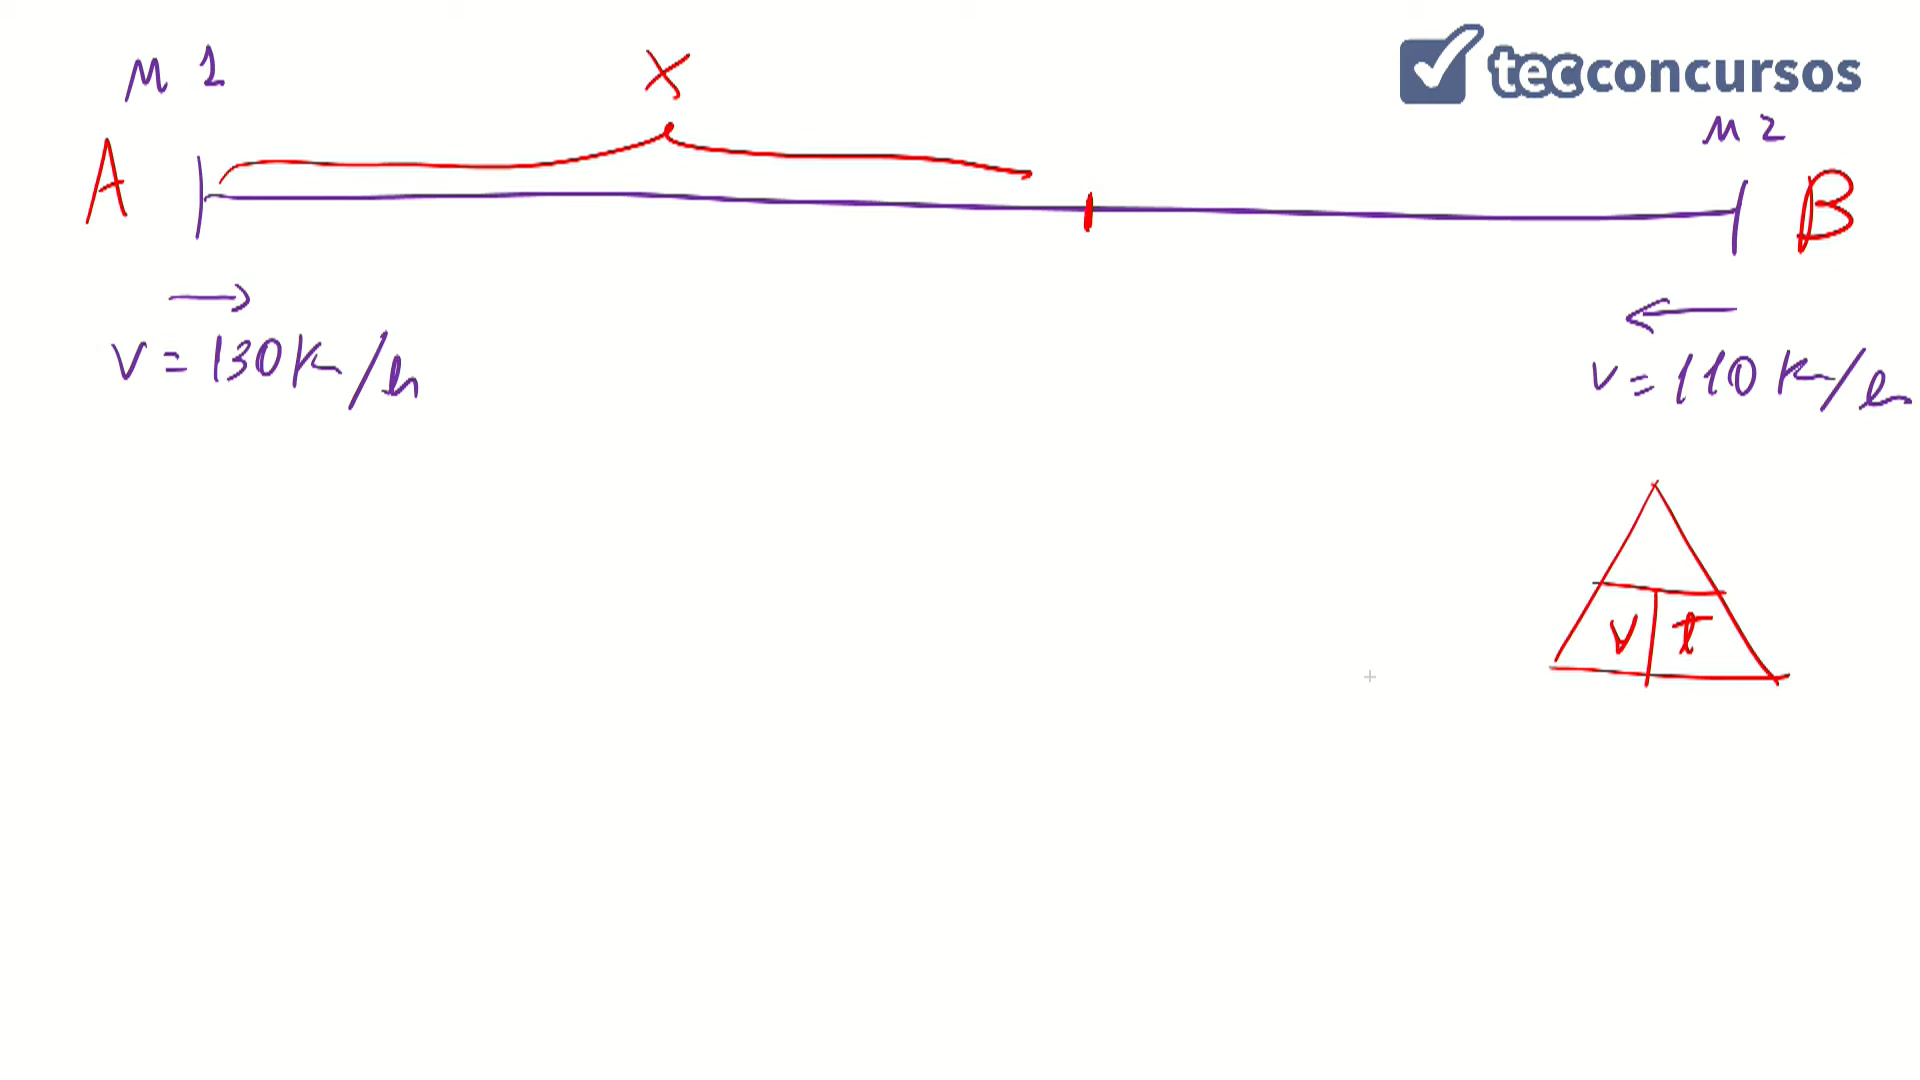 M 1
X
tecconcursos
M 2
A
B
V = 130 Km/h
V = 110 Km/h
V t